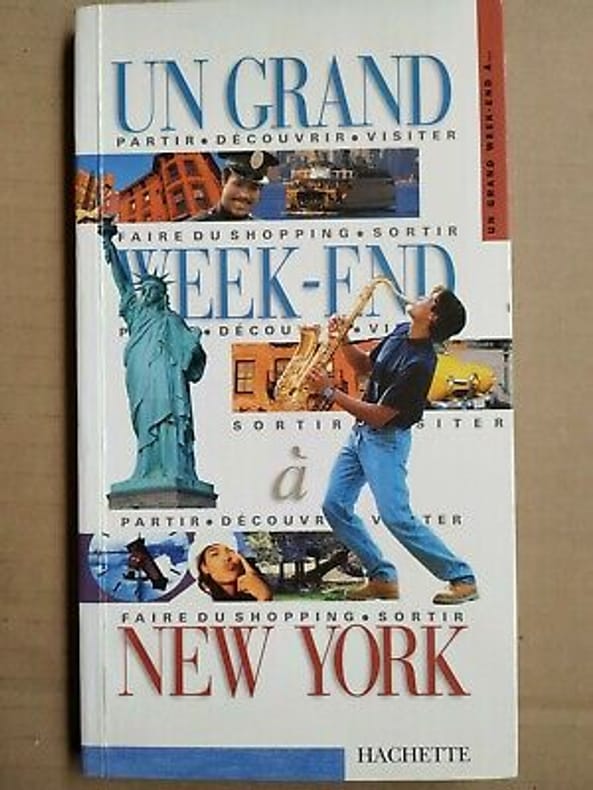 UN GRAND
PARTIR • DÉCOUVRIR • VISITER
UN GRAND WEEK-END À...
FAIRE DU SHOPPING • SORTIR
WEEK-END
SORTIR
À
PARTIR • DÉCOUVR
FAIRE DU SHOPPING • SORTIR
NEW YORK
HACHETTE